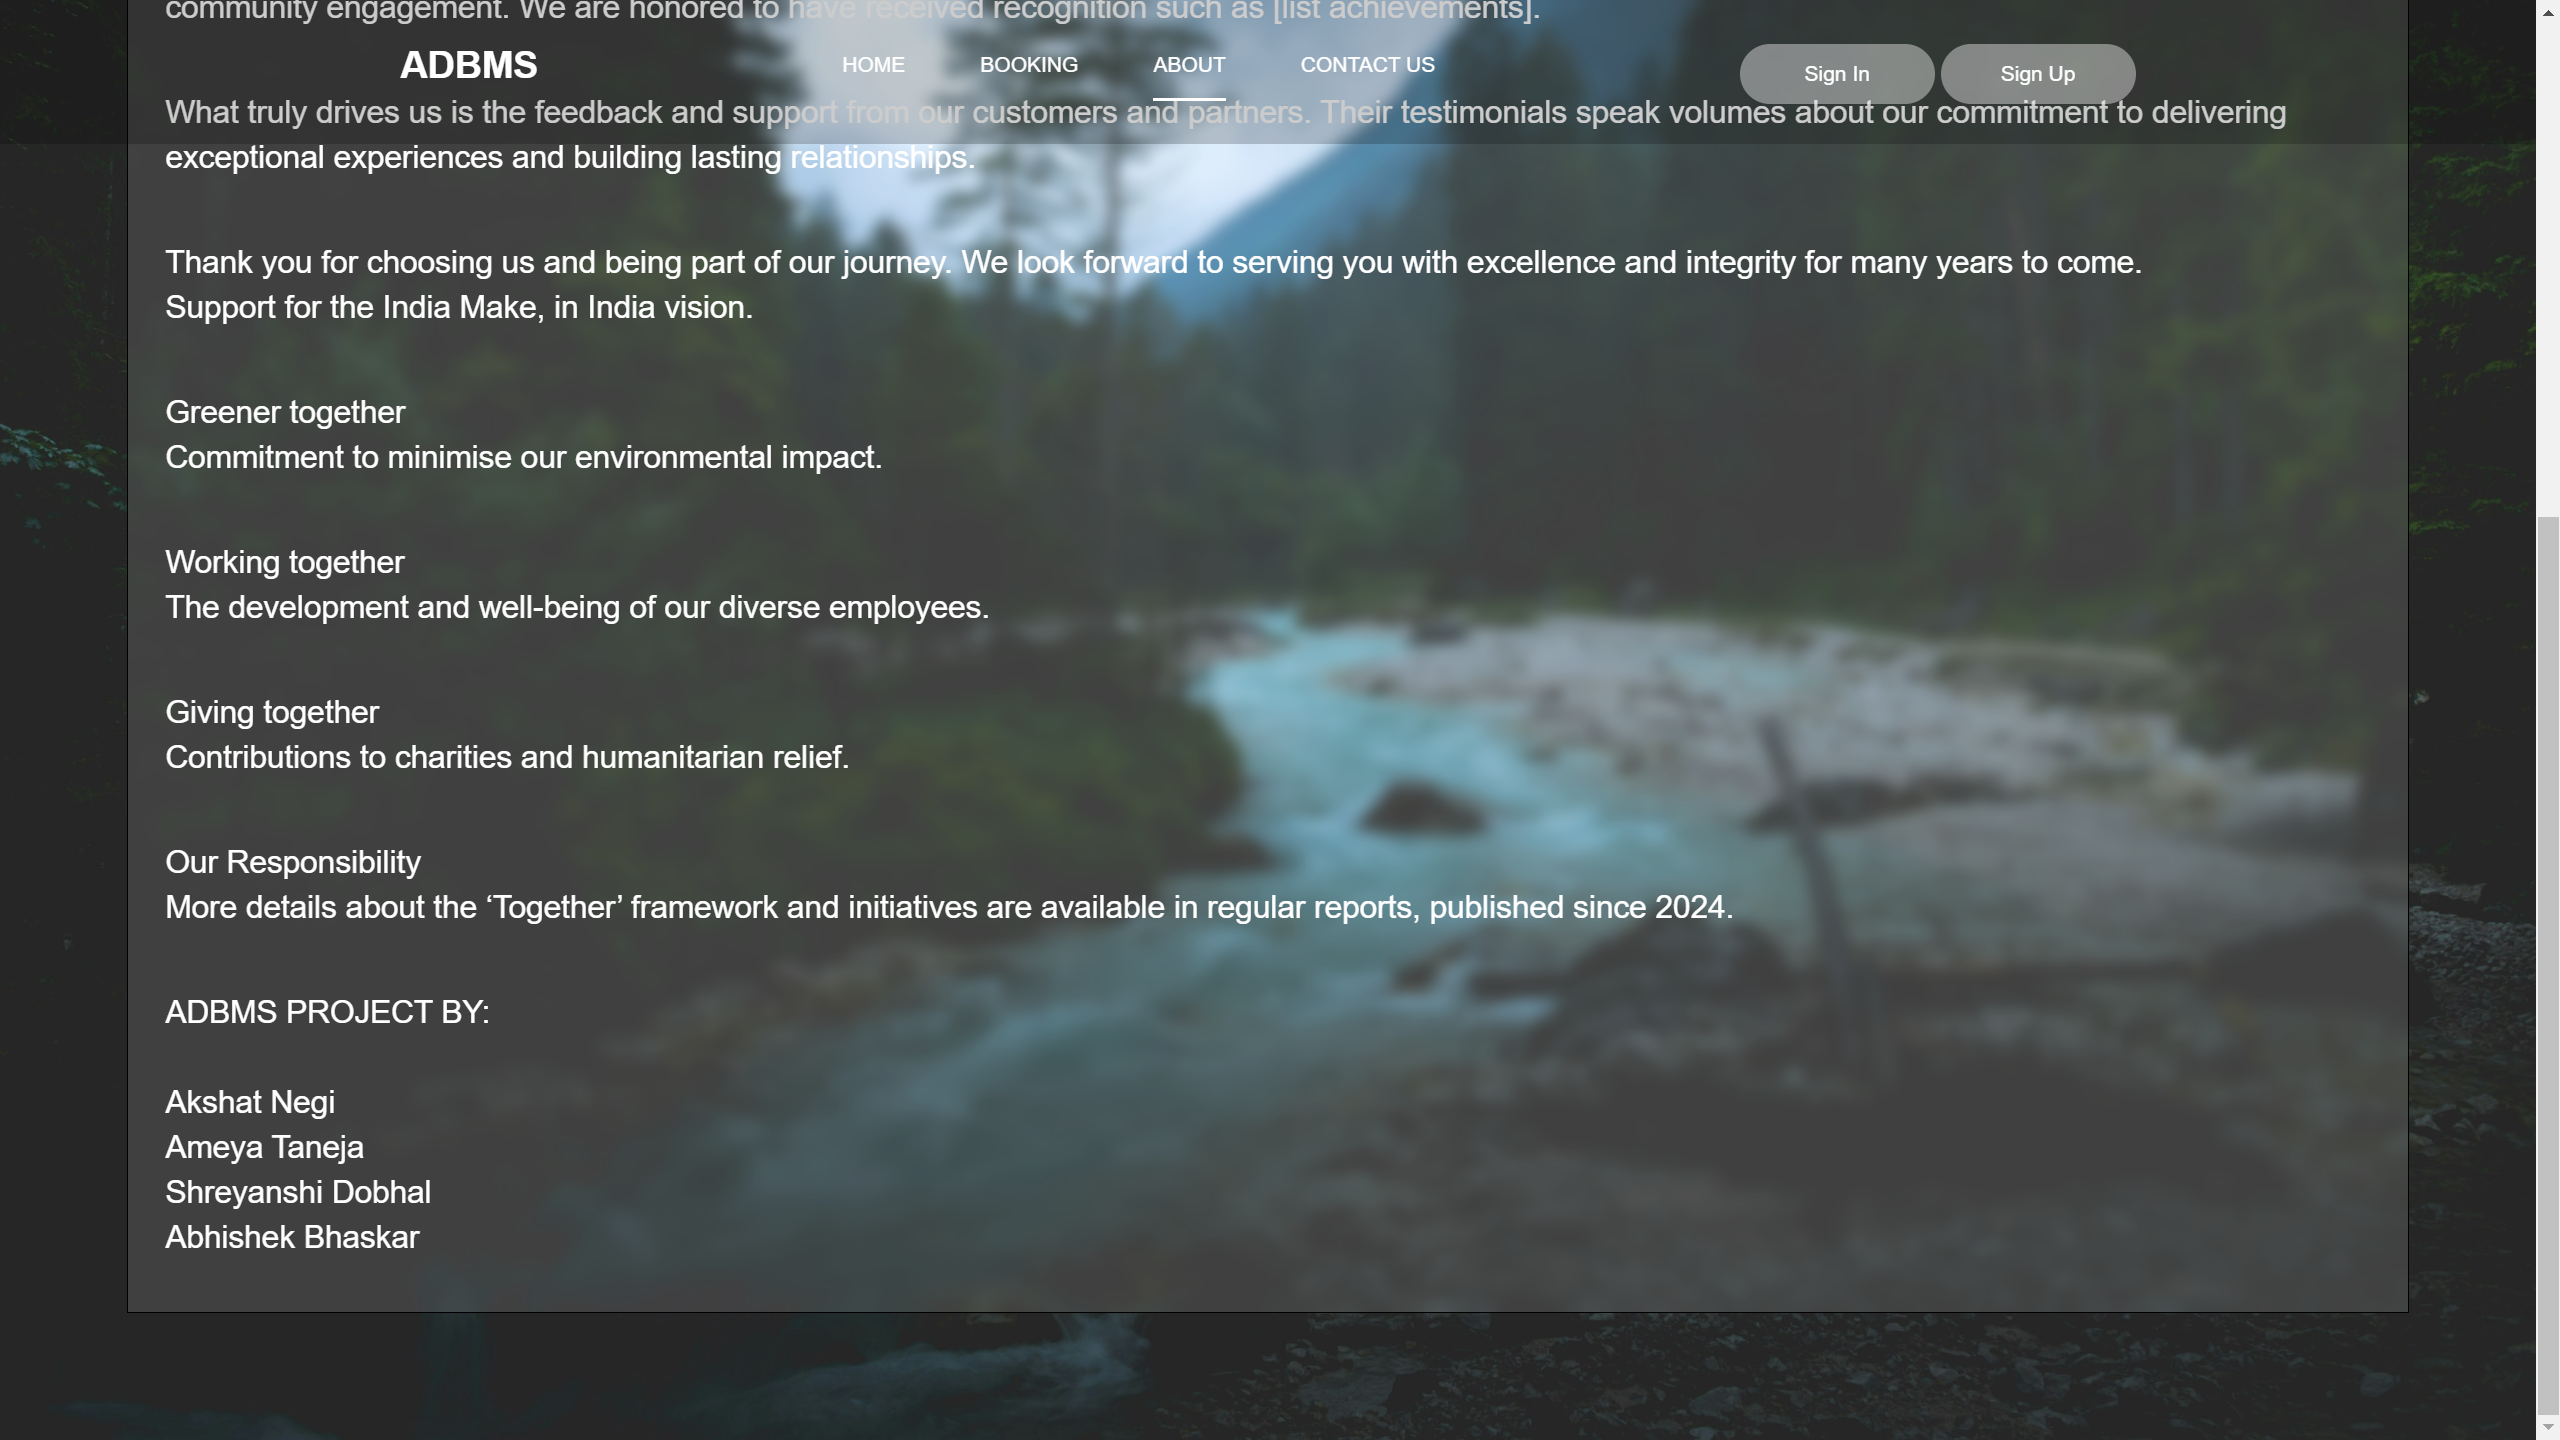 community engagement. We are honored to have received recognition such as [list achievements].
ADBMS
HOME
BOOKING
ABOUT
CONTACT US
Sign In
Sign Up
What truly drives us is the feedback and support from our customers and partners. Their testimonials speak volumes about our commitment to delivering
exceptional experiences and building lasting relationships.
Thank you for choosing us and being part of our journey. We look forward to serving you with excellence and integrity for many years to come.
Support for the India Make, in India vision.
Greener together
Commitment to minimise our environmental impact.
Working together
The development and well-being of our diverse employees.
Giving together
Contributions to charities and humanitarian relief.
Our Responsibility
More details about the ‘Together’ framework and initiatives are available in regular reports, published since 2024.
ADBMS PROJECT BY:
Akshat Negi
Ameya Taneja
Shreyanshi Dobhal
Abhishek Bhaskar